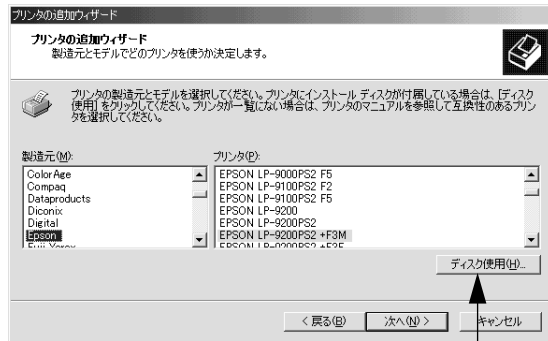 プリンタの追加ウィザード
プリンタの追加ウィザード
製造元とモデルでどのプリンタを使うか決定します。
プリンタの製造元とモデルを選択してください。プリンタにインストール ディスクが付属している場合は、[ディスク
使用] をクリックしてください。プリンタが一覧にない場合は、プリンタのマニュアルを参照して互換性のあるプリン
タを選択してください。
製造元(M):
ColorAge
Compaq
Dataproducts
Diconix
Digital
Epson
Fuji Xerox
プリンタ(P):
EPSON LP-9000PS2 F5
EPSON LP-9100PS2 F2
EPSON LP-9100PS2 F5
EPSON LP-9200
EPSON LP-9200PS2
EPSON LP-9200PS2 +F3M
EPSON LP-9200PS2 +F35
ディスク使用(H)...
< 戻る(B)
次へ(N) >
キャンセル